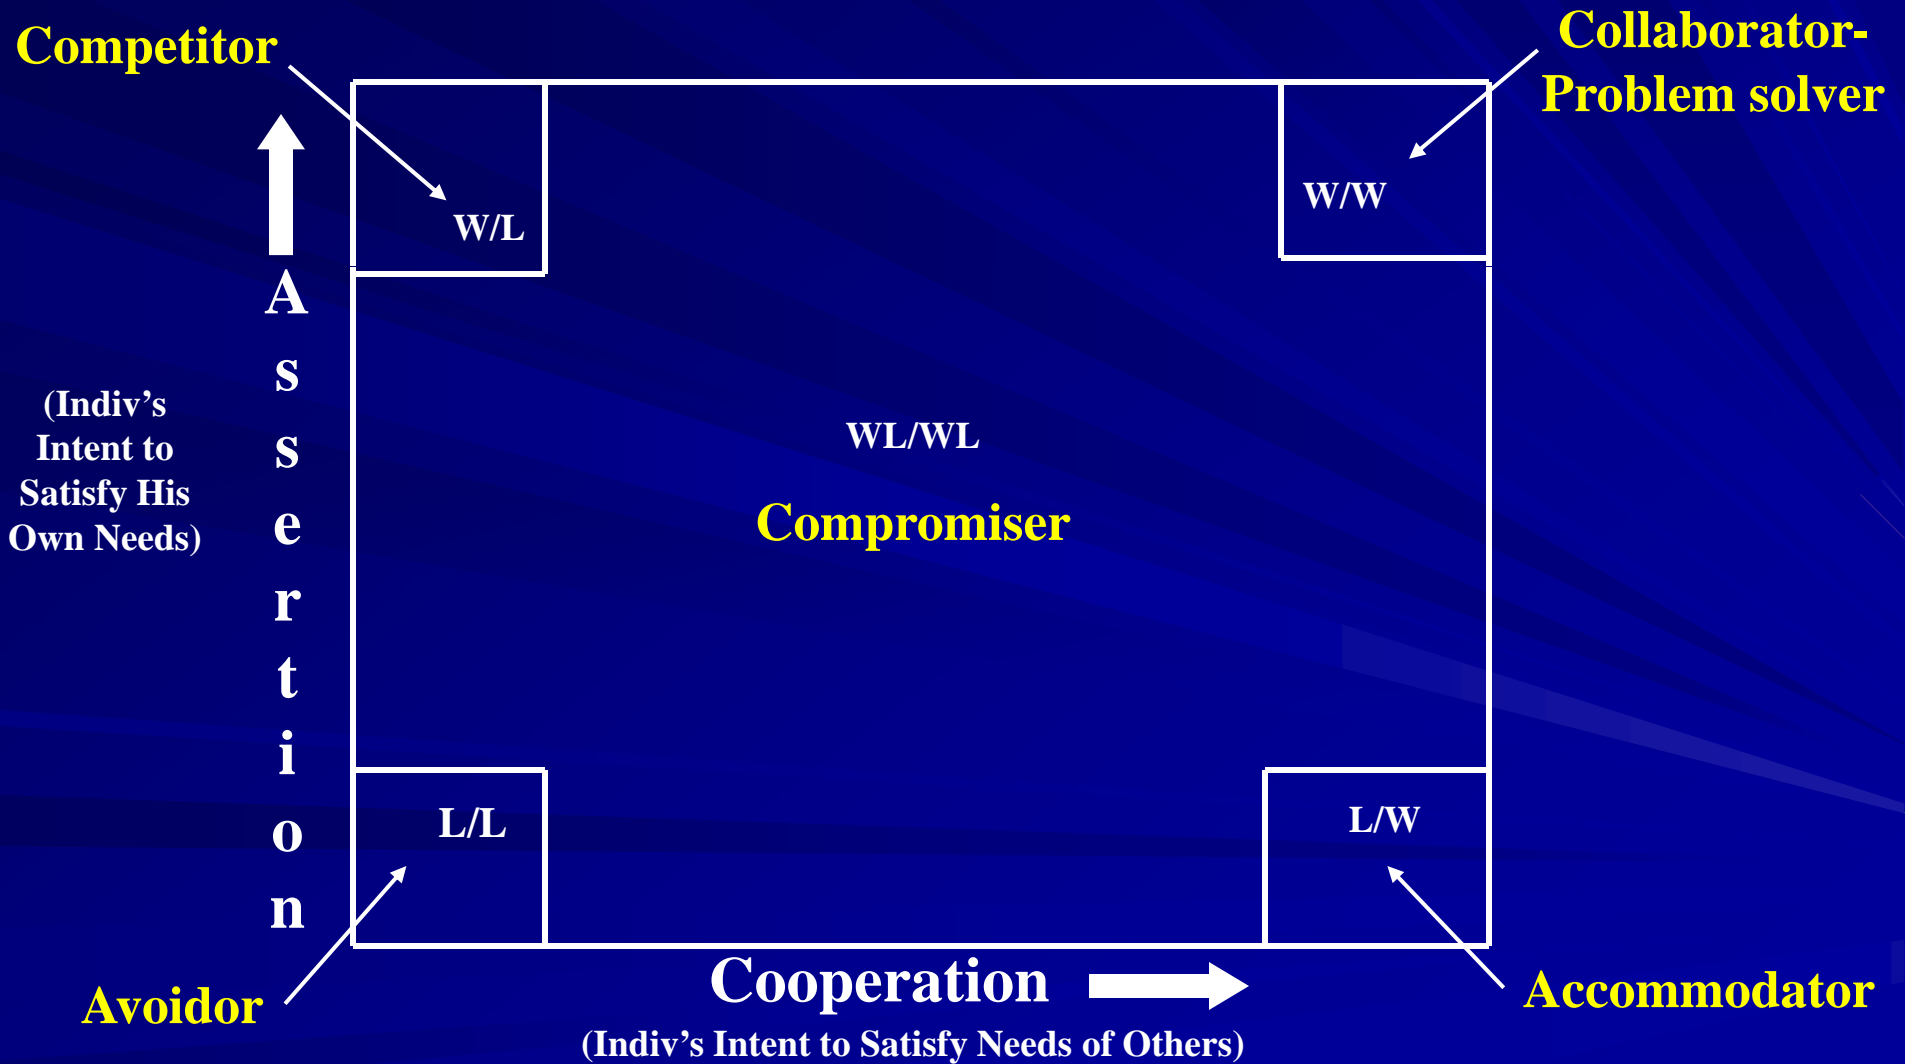 Competitor
Collaborator-
Problem solver
W/L
W/W
Assertion
(Indiv’s
Intent to
Satisfy His
Own Needs)
WL/WL
Compromiser
L/L
L/W
Avoidor
Cooperation
(Indiv’s Intent to Satisfy Needs of Others)
Accommodator